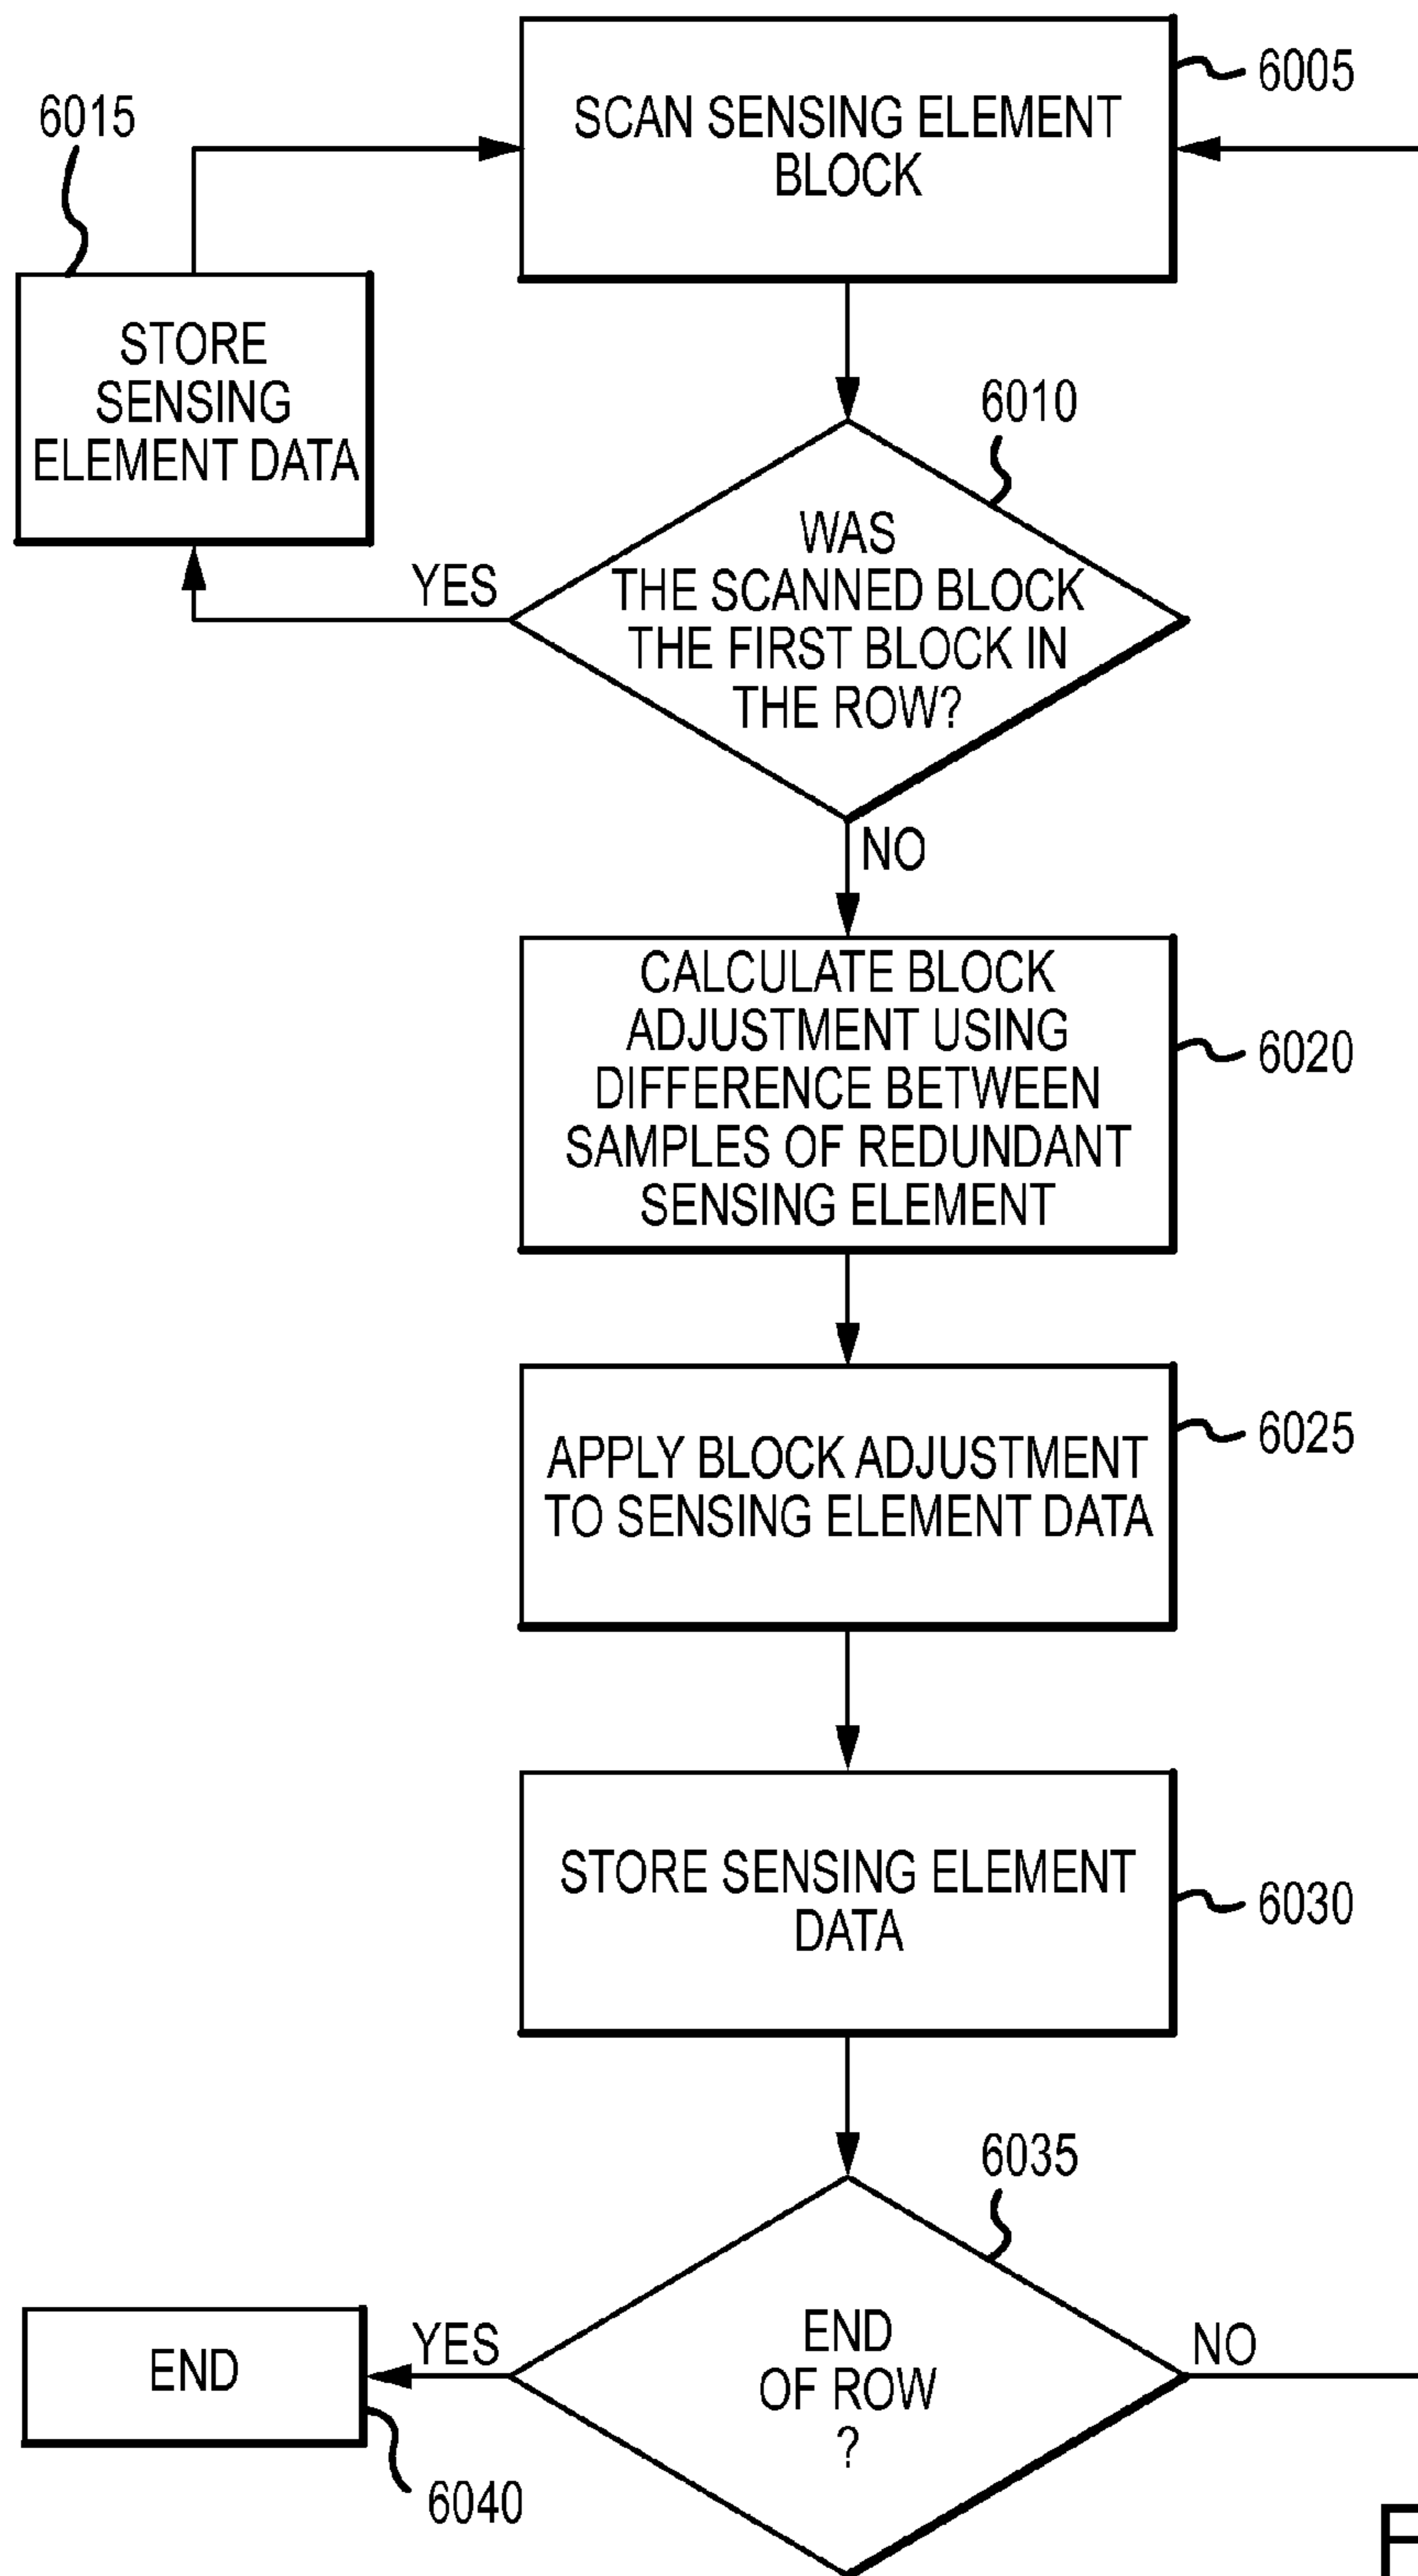 6005
SCAN SENSING ELEMENT
BLOCK
6015
STORE
SENSING
ELEMENT DATA
6010
WAS
THE SCANNED BLOCK
THE FIRST BLOCK IN
THE ROW?
YES
NO
CALCULATE BLOCK
ADJUSTMENT USING
DIFFERENCE BETWEEN
SAMPLES OF REDUNDANT
SENSING ELEMENT
6020
APPLY BLOCK ADJUSTMENT
TO SENSING ELEMENT DATA
6025
STORE SENSING ELEMENT
DATA
6030
6035
END
OF ROW
?
YES
NO
END
6040